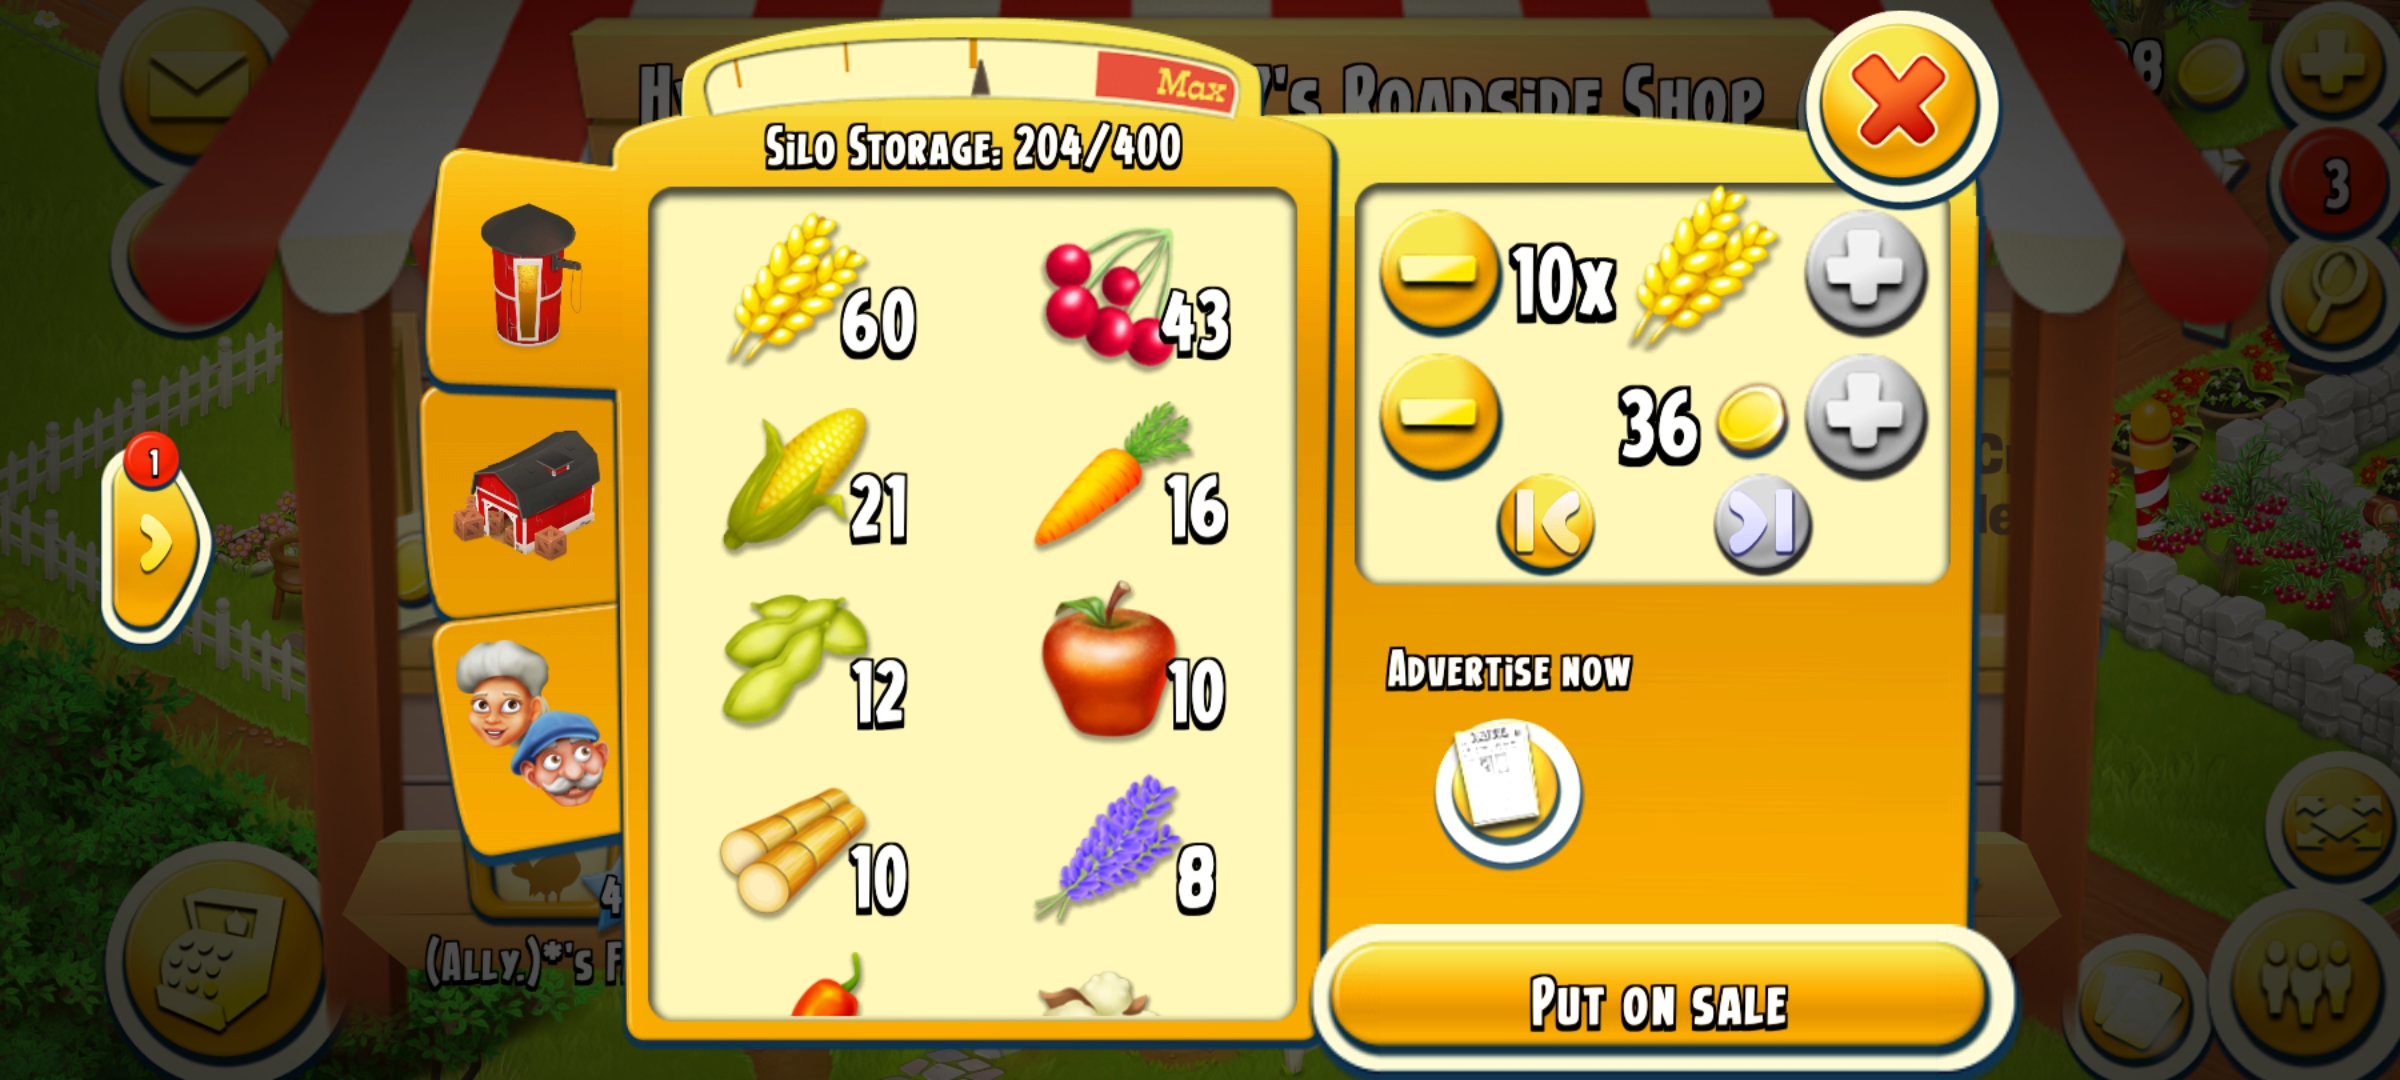 Max
's Roadside Shop
Silo Storage: 204/400
3
60
43
10x
36
21
16
1
12
10
Advertise now
10
8
4
(Ally.)*'s
Put on sale